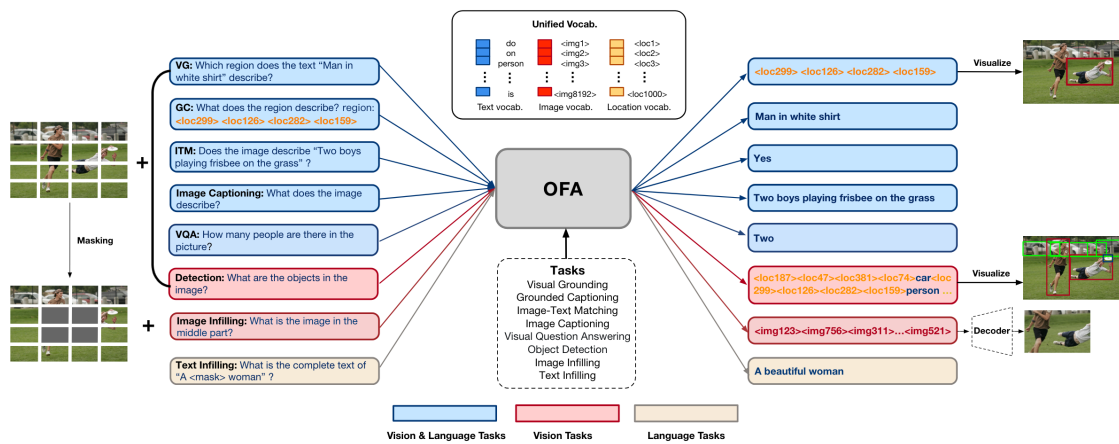 Unified Vocab.
do
on
person
is
Text vocab.
<img1>
<img2>
<img3>
<img8192>
Image vocab.
<loc1>
<loc2>
<loc3>
<loc1000>
Location vocab.
VG: Which region does the text “Man in
white shirt” describe?
GC: What does the region describe? region:
<loc299> <loc126> <loc282> <loc159>
ITM: Does the image describe “Two boys
playing frisbee on the grass” ?
Image Captioning: What does the image
describe?
VQA: How many people are there in the
picture?
Detection: What are the objects in the
image?
Image Infilling: What is the image in the
middle part?
Text Infilling: What is the complete text of
“A <mask> woman” ?
+
Masking
+
OFA
Tasks
Visual Grounding
Grounded Captioning
Image-Text Matching
Image Captioning
Visual Question Answering
Object Detection
Image Infilling
Text Infilling
<loc299> <loc126> <loc282> <loc159>
Visualize
Man in white shirt
Yes
Two boys playing frisbee on the grass
Two
<loc187><loc47><loc381><loc74>car<loc
299><loc126><loc282><loc159>person ...
Visualize
<img123><img756><img311>...<img521>
Decoder
A beautiful woman
Vision & Language Tasks
Vision Tasks
Language Tasks